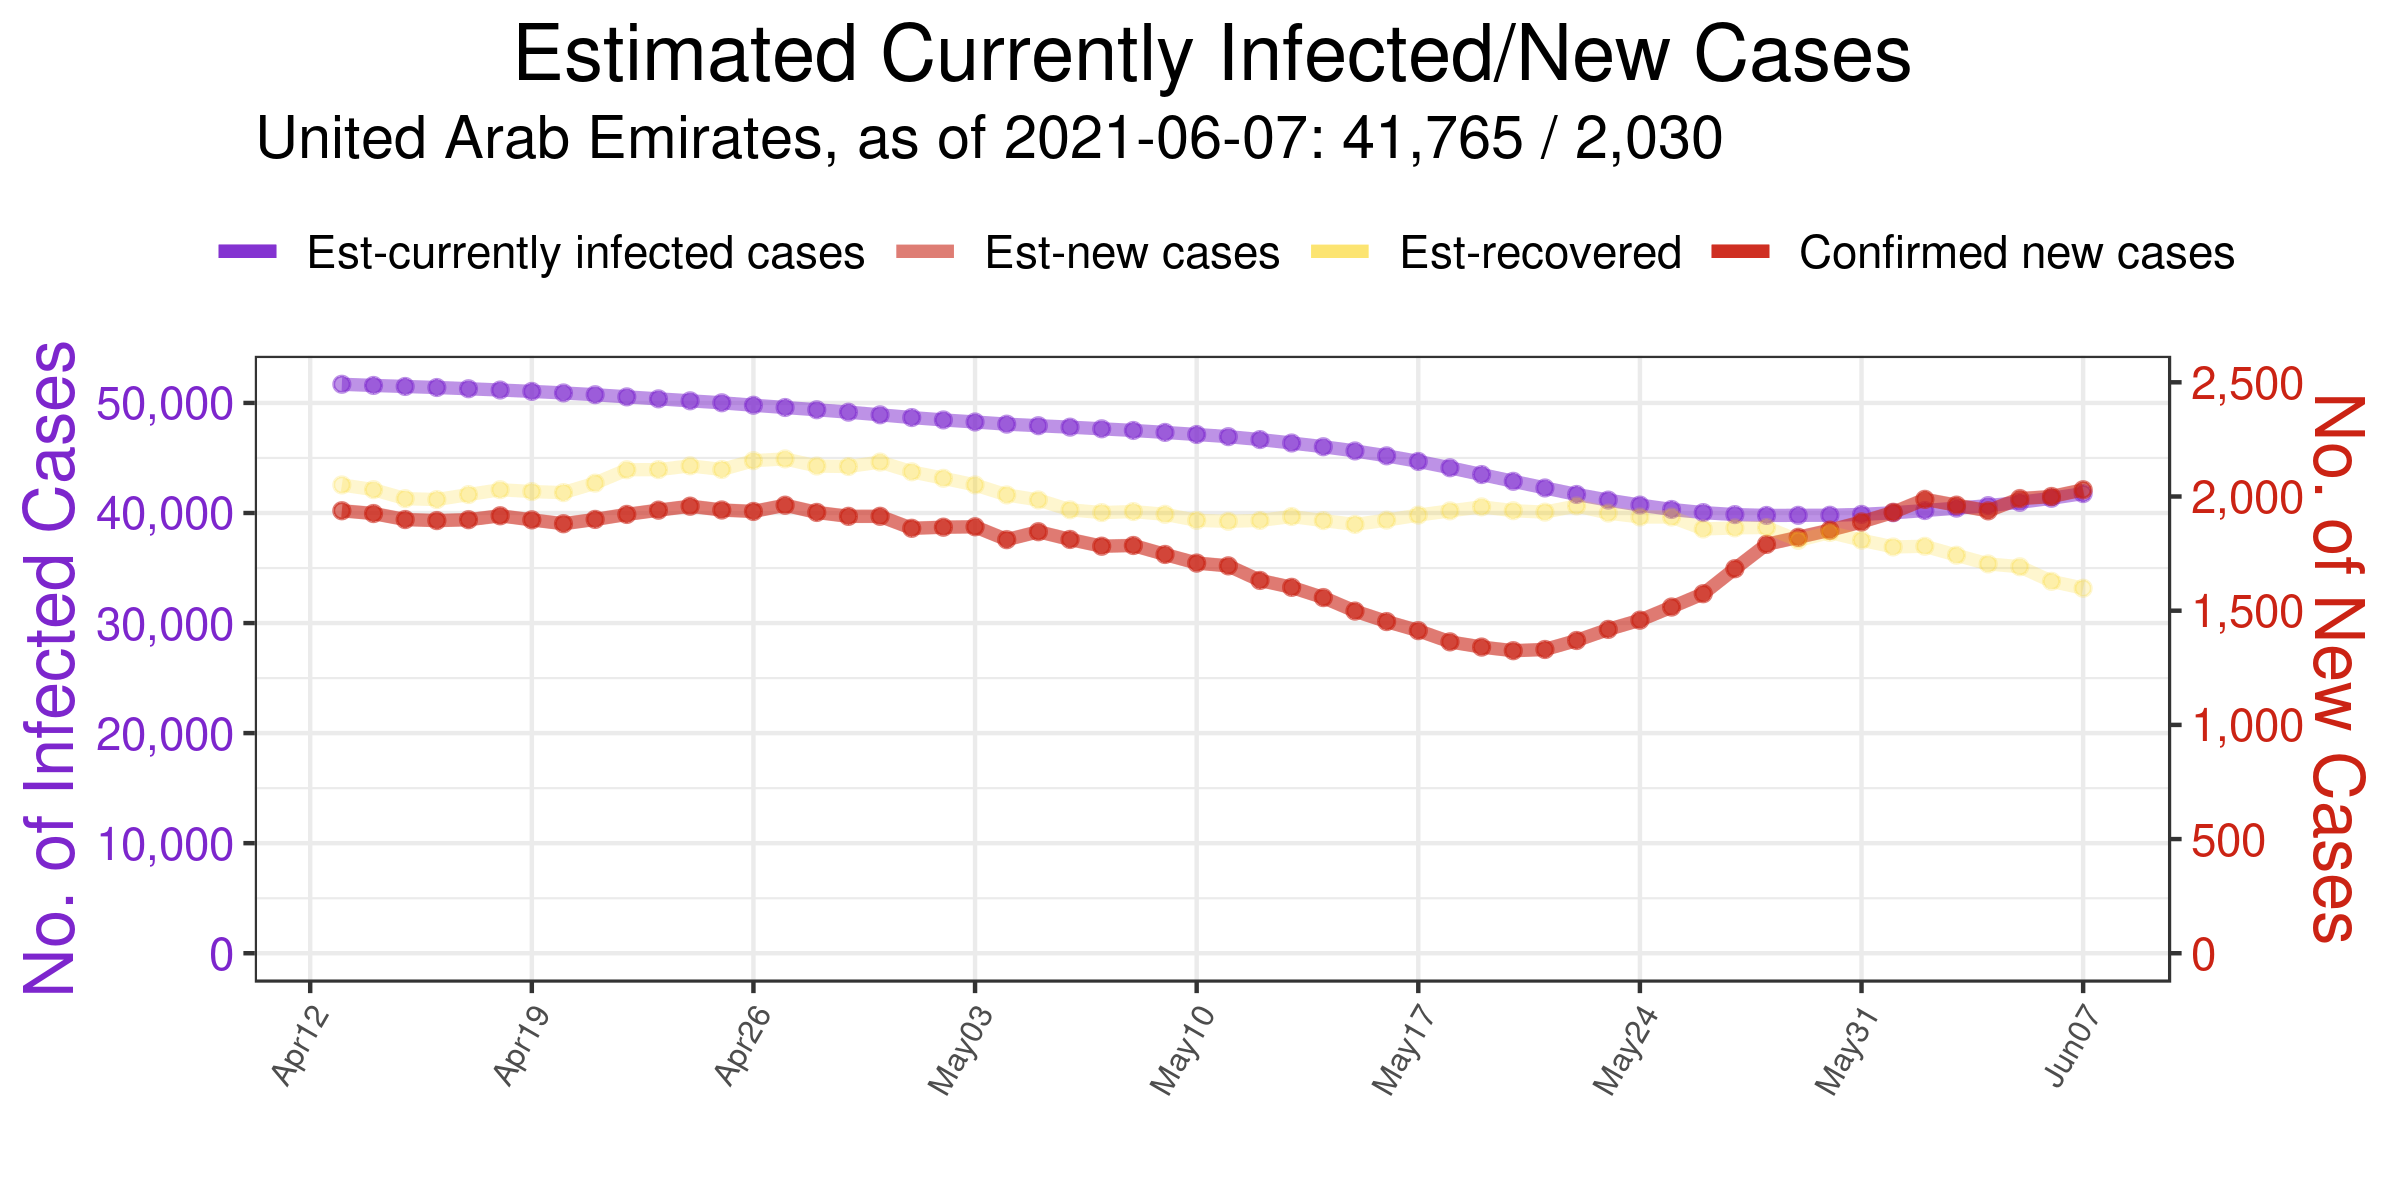 Estimated Currently Infected/New Cases
United Arab Emirates, as of 2021-06-07: 41,765 / 2,030
Est-currently infected cases Est-new cases Est-recovered Confirmed new cases
No. of Infected Cases
50,000
40,000
30,000
20,000
10,000
0
2,500
2,000
1,500
1,000
500
0
No. of New Cases
Apr12 Apr19 Apr26 May03 May10 May17 May24 May31 Jun07